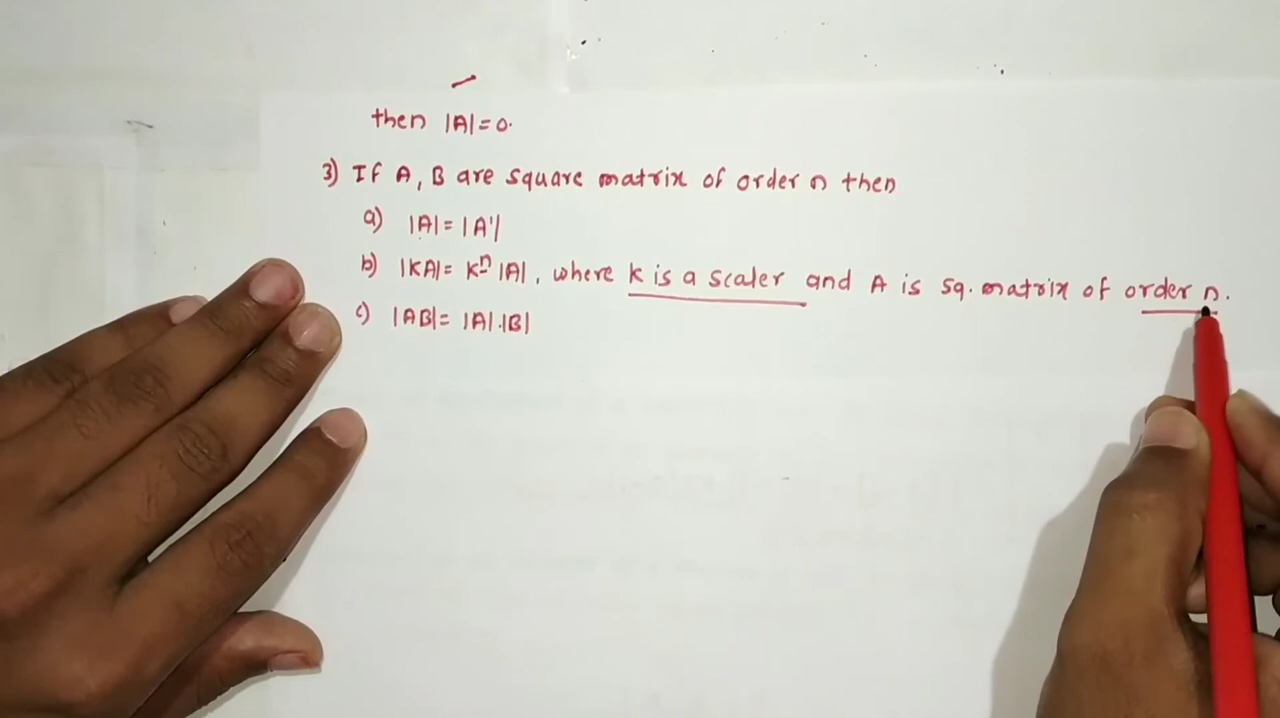 then |A|=0.
3) If A, B are square matrix of order n then
a) |A|=|A'|
b) |KA|= Kⁿ |A|, where k is a scaler and A is sq. matrix of order n.
c) |AB|= |A|.|B|